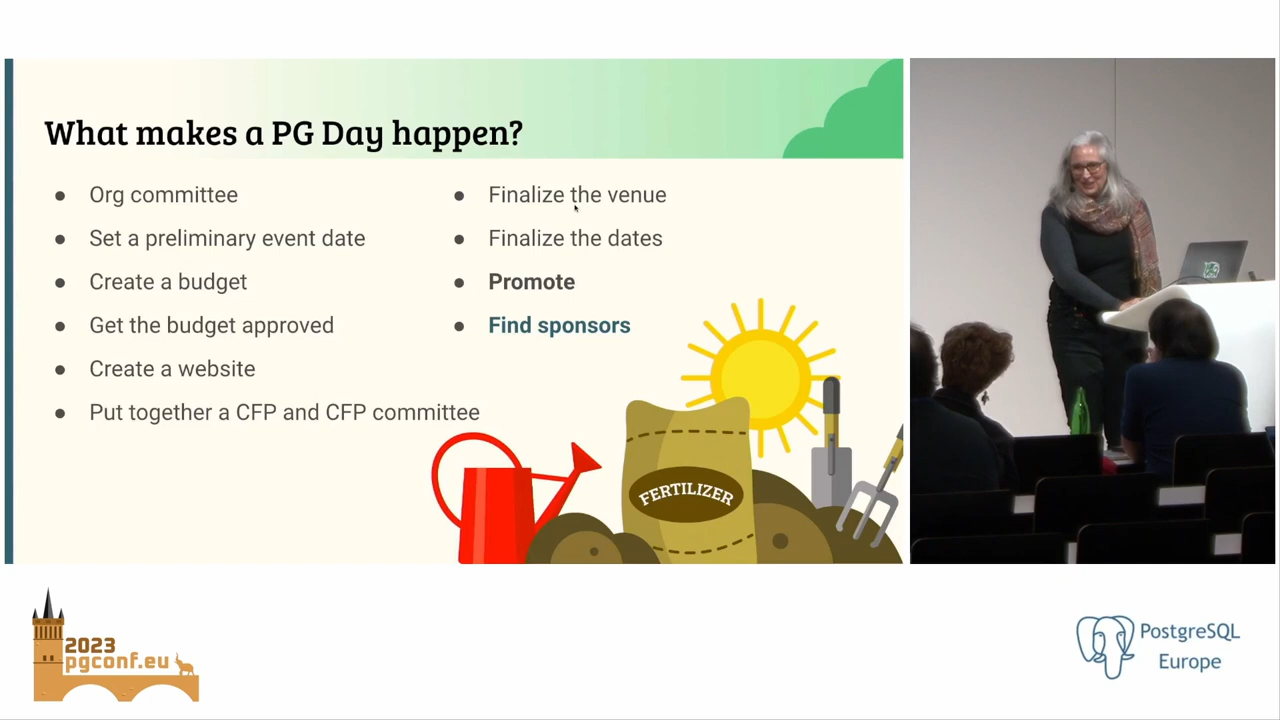 What makes a PG Day happen?
● Org committee
● Set a preliminary event date
● Create a budget
● Get the budget approved
● Create a website
● Put together a CFP and CFP committee
● Finalize the venue
● Finalize the dates
● Promote
● Find sponsors
FERTILIZER
2023
pgconf.eu
PostgreSQL
Europe